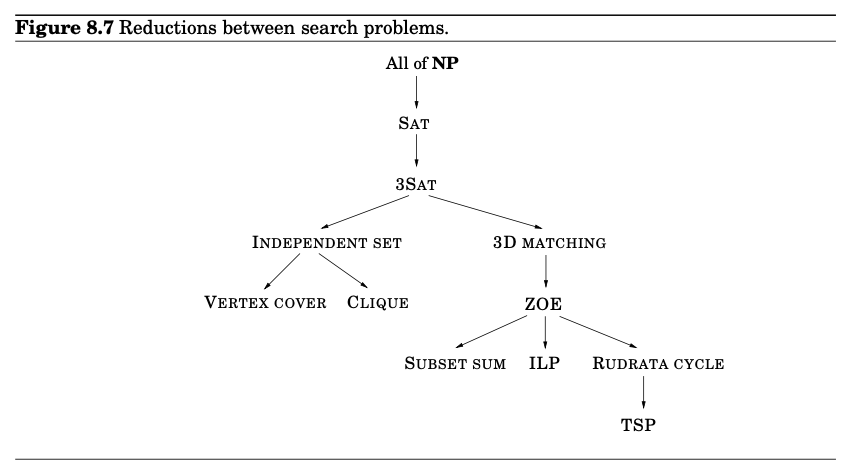 Figure 8.7 Reductions between search problems.
All of NP
SAT
3SAT
INDEPENDENT SET 3D MATCHING
VERTEX COVER CLIQUE ZOE
SUBSET SUM ILP RUDRATA CYCLE
TSP